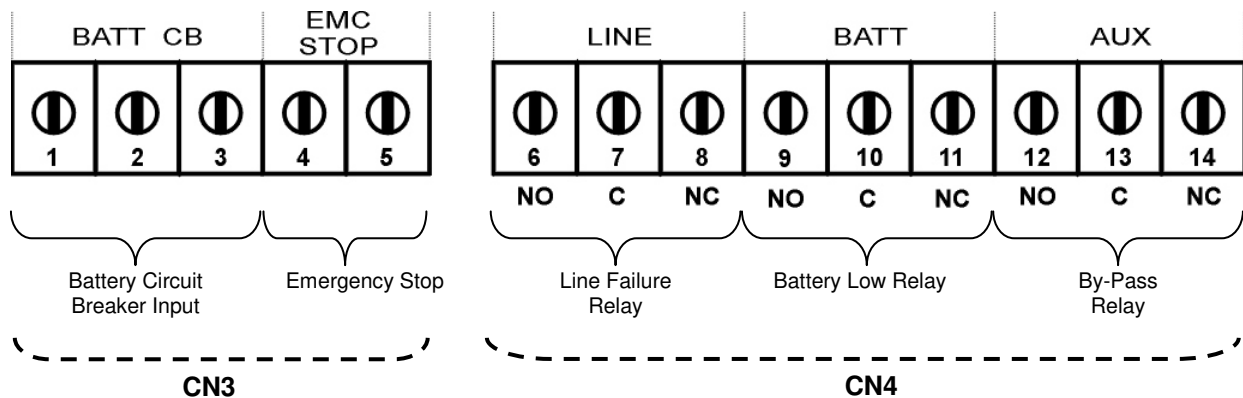 BATT CB
EMC
STOP
LINE
BATT
AUX
1 2 3 4 5
6 7 8 9 10 11 12 13 14
NO C NC NO C NC NO C NC
Battery Circuit
Breaker Input
Emergency Stop
Line Failure
Relay
Battery Low Relay
By-Pass
Relay
CN3
CN4